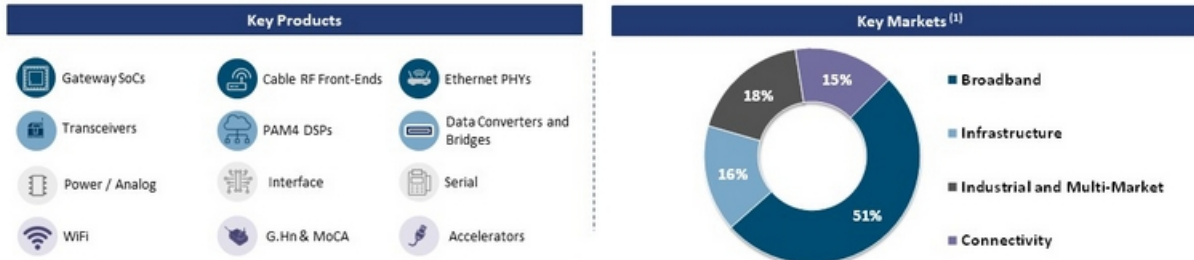 Key Products
Gateway SoCs
Cable RF Front-Ends
Ethernet PHYs
Transceivers
PAM4 DSPs
Data Converters and
Bridges
Power / Analog
Interface
Serial
WiFi
G.Hn & MoCA
Accelerators
Key Markets (1)
15%
18%
16%
51%
Broadband
Infrastructure
Industrial and Multi-Market
Connectivity